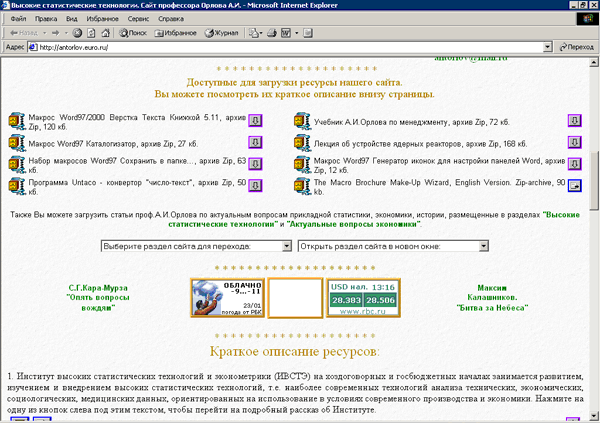 Высокие статистические технологии. Сайт профессора Орлова А.И. - Microsoft Internet Explorer
Файл Правка Вид Избранное Сервис Справка
Назад Поиск Избранное Журнал
Адрес http://antorlov.euro.ru/ Переход
antorlov@mail.ru
* * * * * * * * * * * * * * * * * * *
Доступные для загрузки ресурсы нашего сайта.
Вы можете посмотреть их краткое описание внизу страницы.
Макрос Word97/2000 Верстка Текста Книжкой 5.11, архив
Zip, 120 кб.
Учебник А.И.Орлова по менеджменту, архив Zip, 72 кб.
Макрос Word97 Каталогизатор, архив Zip, 27 кб.
Лекция об устройстве ядерных реакторов, архив Zip, 168 кб.
Набор макросов Word97 Сохранить в папке..., архив Zip, 63
кб.
Макрос Word97 Генератор иконок для настройки панелей Word, архив
Zip, 12 кб.
Программа Untaco - конвертор "число-текст", архив Zip, 50
кб.
The Macro Brochure Make-Up Wizard, English Version. Zip-archive, 90
kb.
Также Вы можете загрузить статьи проф.А.И.Орлова по актуальным вопросам прикладной статистики, экономики, истории, размещенные в разделах "Высокие
статистические технологии" и "Актуальные вопросы экономики".
Выберите раздел сайта для перехода: Открыть раздел сайта в новом окне:
* * * * * * * * * * * * * * * * * * *
С.Г.Кара-Мурза
"Опять вопросы
вождям"
ОБЛАЧНО
-9...-11
23/01
погода от РБК
USD нал. 13:16
28.383 28.506
www.rbc.ru
Максим
Калашников.
"Битва за Небеса"
* * * * * * * * * * * * * * * * * * *
Краткое описание ресурсов:
1. Институт высоких статистических технологий и эконометрики (ИВСТЭ) на хоздоговорных и госбюджетных началах занимается развитием,
изучением и внедрением высоких статистических технологий, т.е. наиболее современных технологий анализа технических, экономических,
социологических, медицинских данных, ориентированных на использование в условиях современного производства и экономики. Нажмите на
одну из кнопок слева под этим текстом, чтобы перейти на подробный рассказ об Институте.